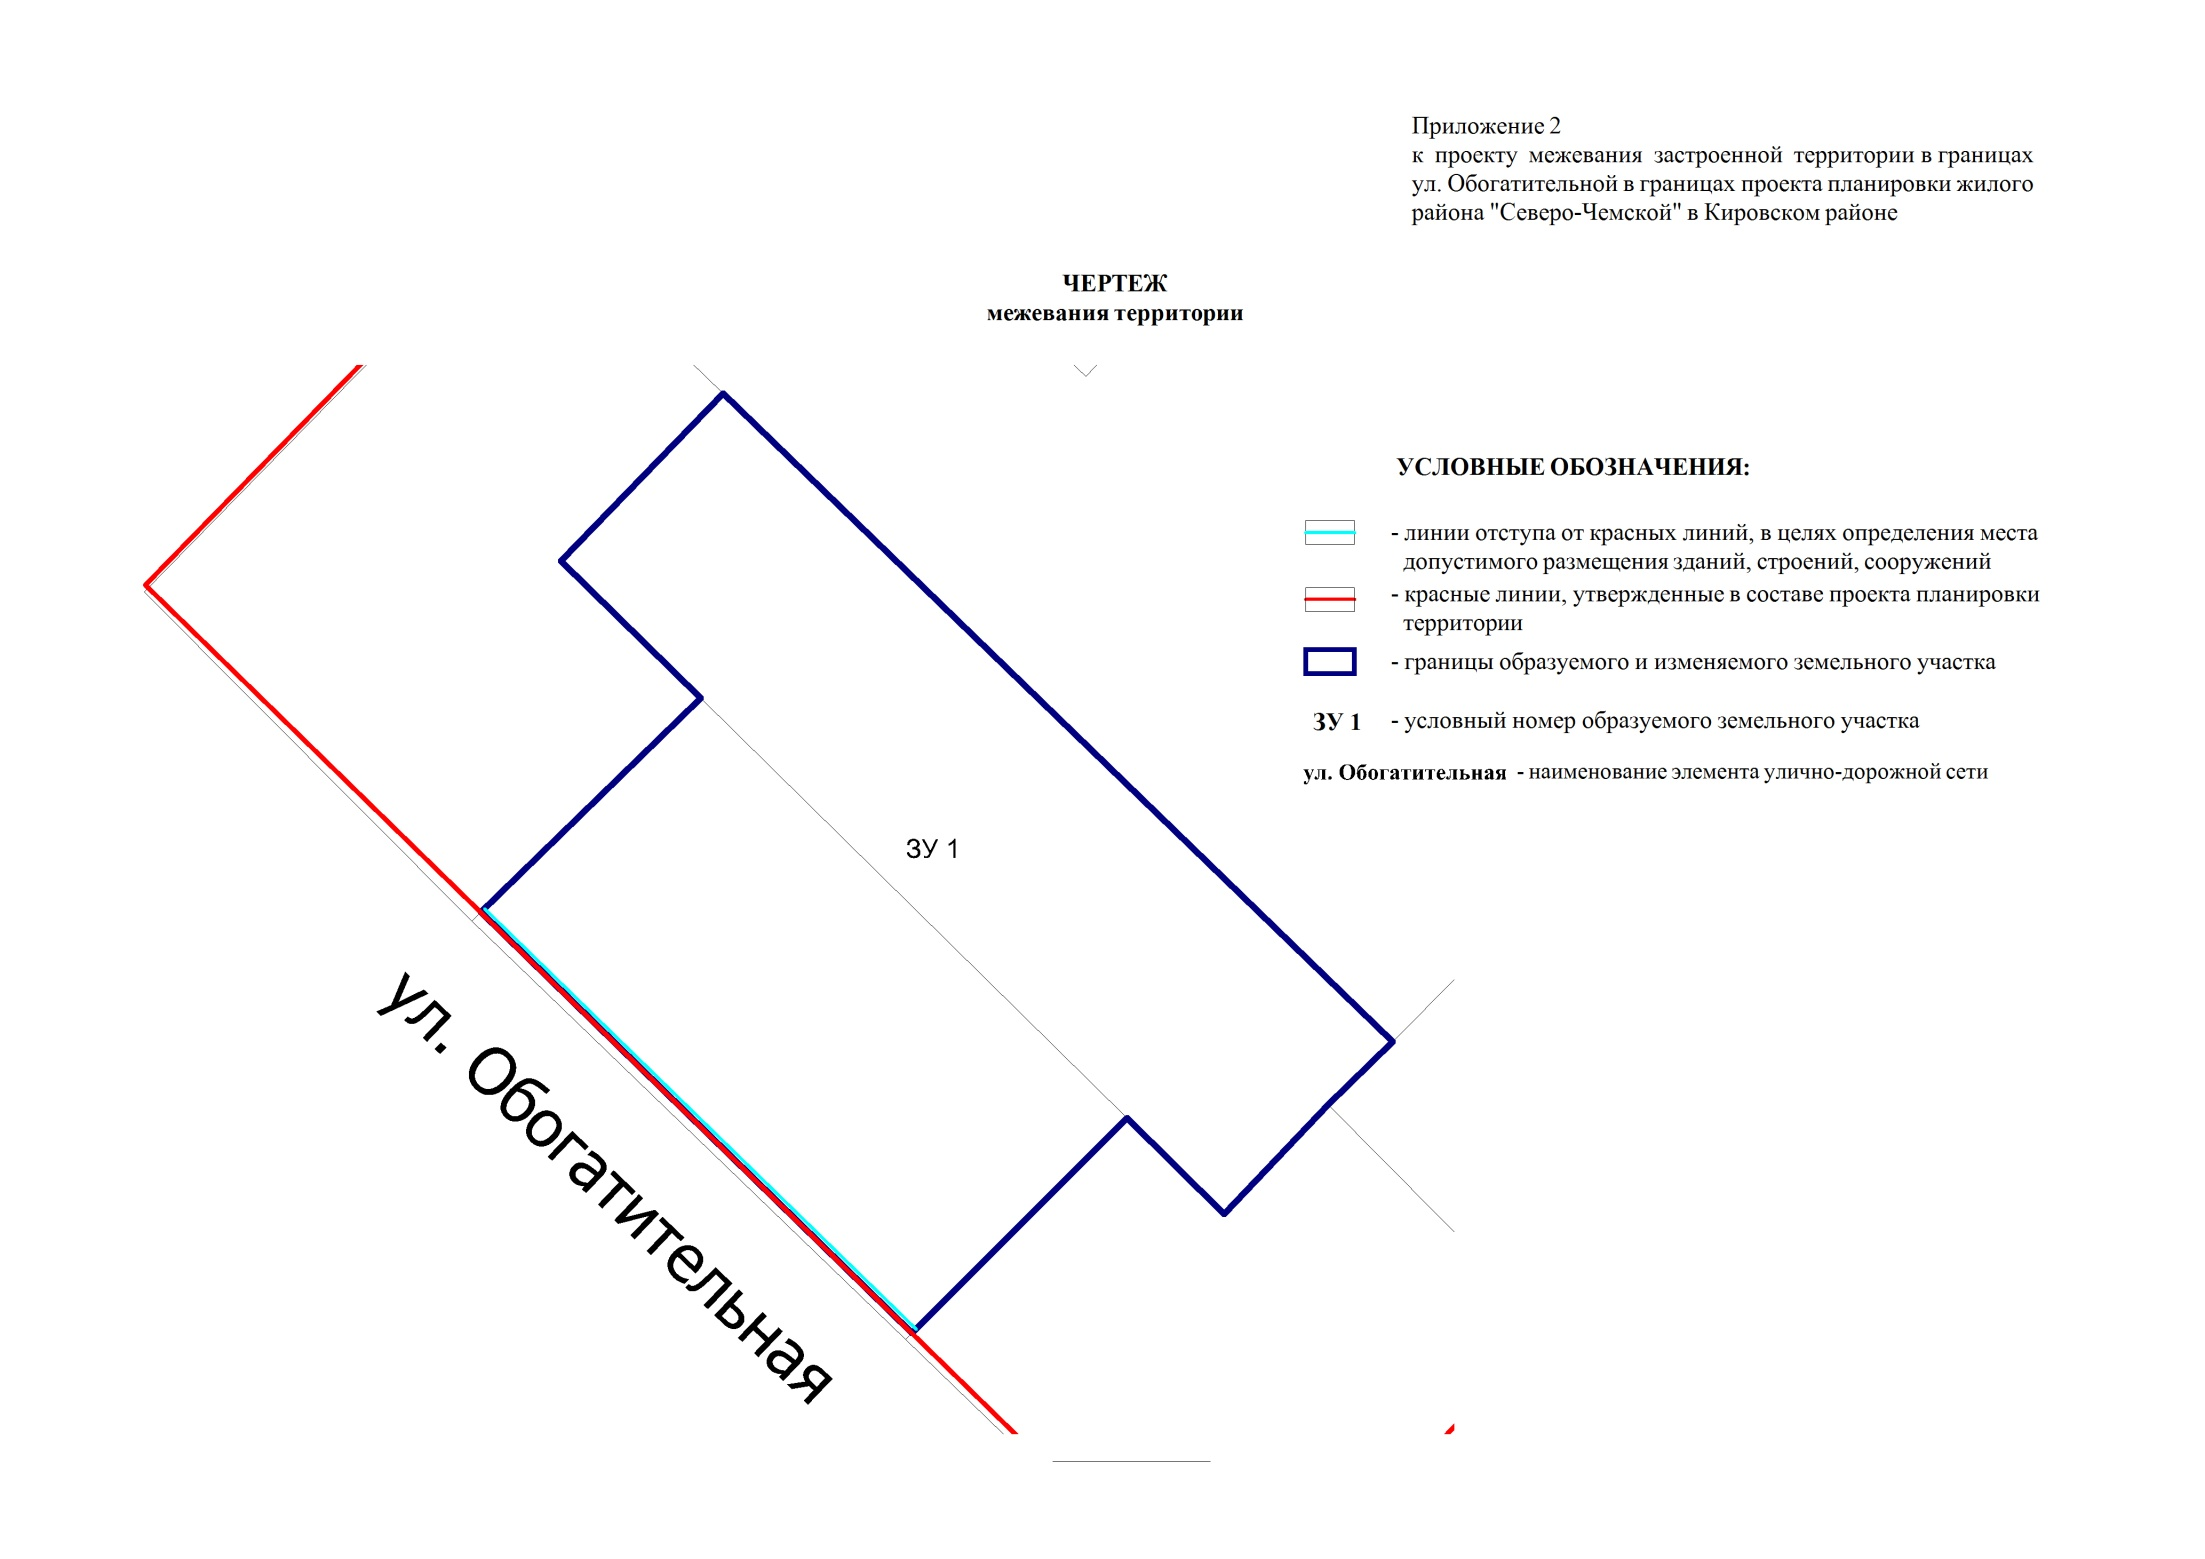 Приложение 2
к проекту межевания застроенной территории в границах
ул. Обогатительной в границах проекта планировки жилого
района "Северо-Чемской" в Кировском районе
ЧЕРТЕЖ
межевания территории
УСЛОВНЫЕ ОБОЗНАЧЕНИЯ:
- линии отступа от красных линий, в целях определения места
допустимого размещения зданий, строений, сооружений
- красные линии, утвержденные в составе проекта планировки
территории
- границы образуемого и изменяемого земельного участка
ЗУ 1 - условный номер образуемого земельного участка
ул. Обогатительная - наименование элемента улично-дорожной сети
ЗУ 1
ул. Обогатительная